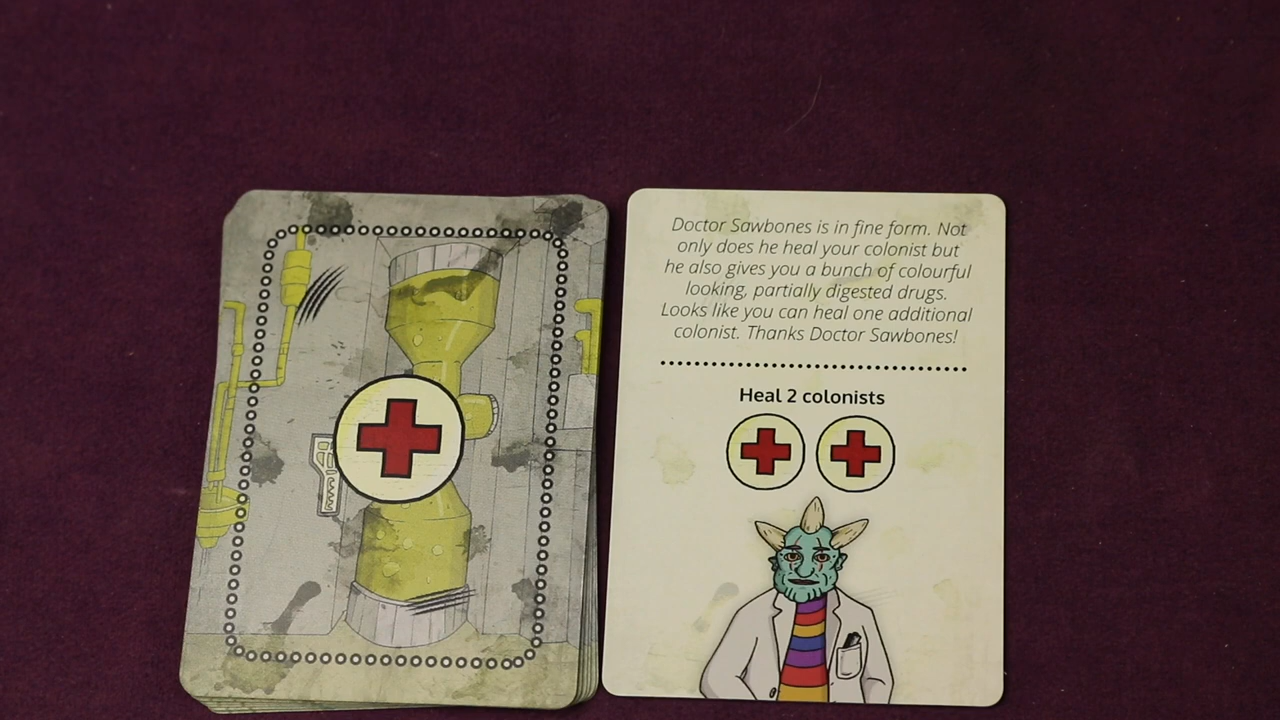 Doctor Sawbones is in fine form. Not
only does he heal your colonist but
he also gives you a bunch of colourful
looking, partially digested drugs.
Looks like you can heal one additional
colonist. Thanks Doctor Sawbones!
Heal 2 colonists